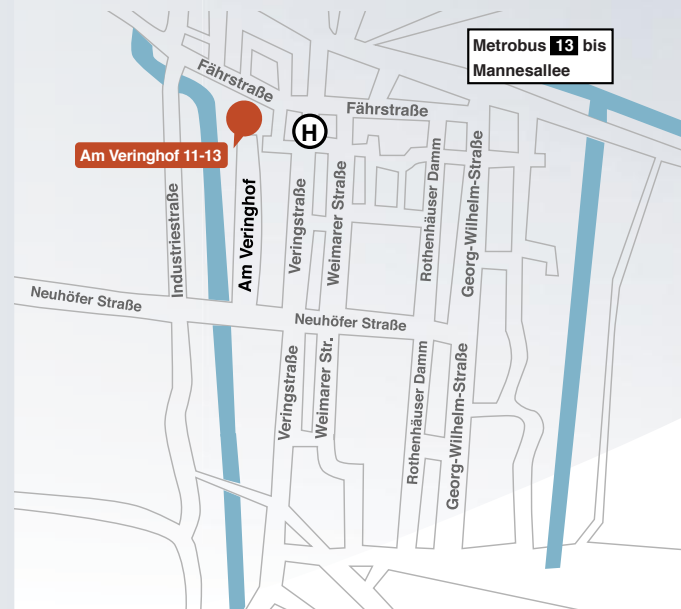 Metrobus 13 bis
Mannesallee
Fährstraße
Fährstraße
H
Am Veringhof 11-13
Industriestraße
Am Veringhof
Veringstraße
Weimarer Straße
Rothenhäuser Damm
Georg-Wilhelm-Straße
Neuhöfer Straße
Neuhöfer Straße
Veringstraße
Weimarer Str.
Rothenhäuser Damm
Georg-Wilhelm-Straße